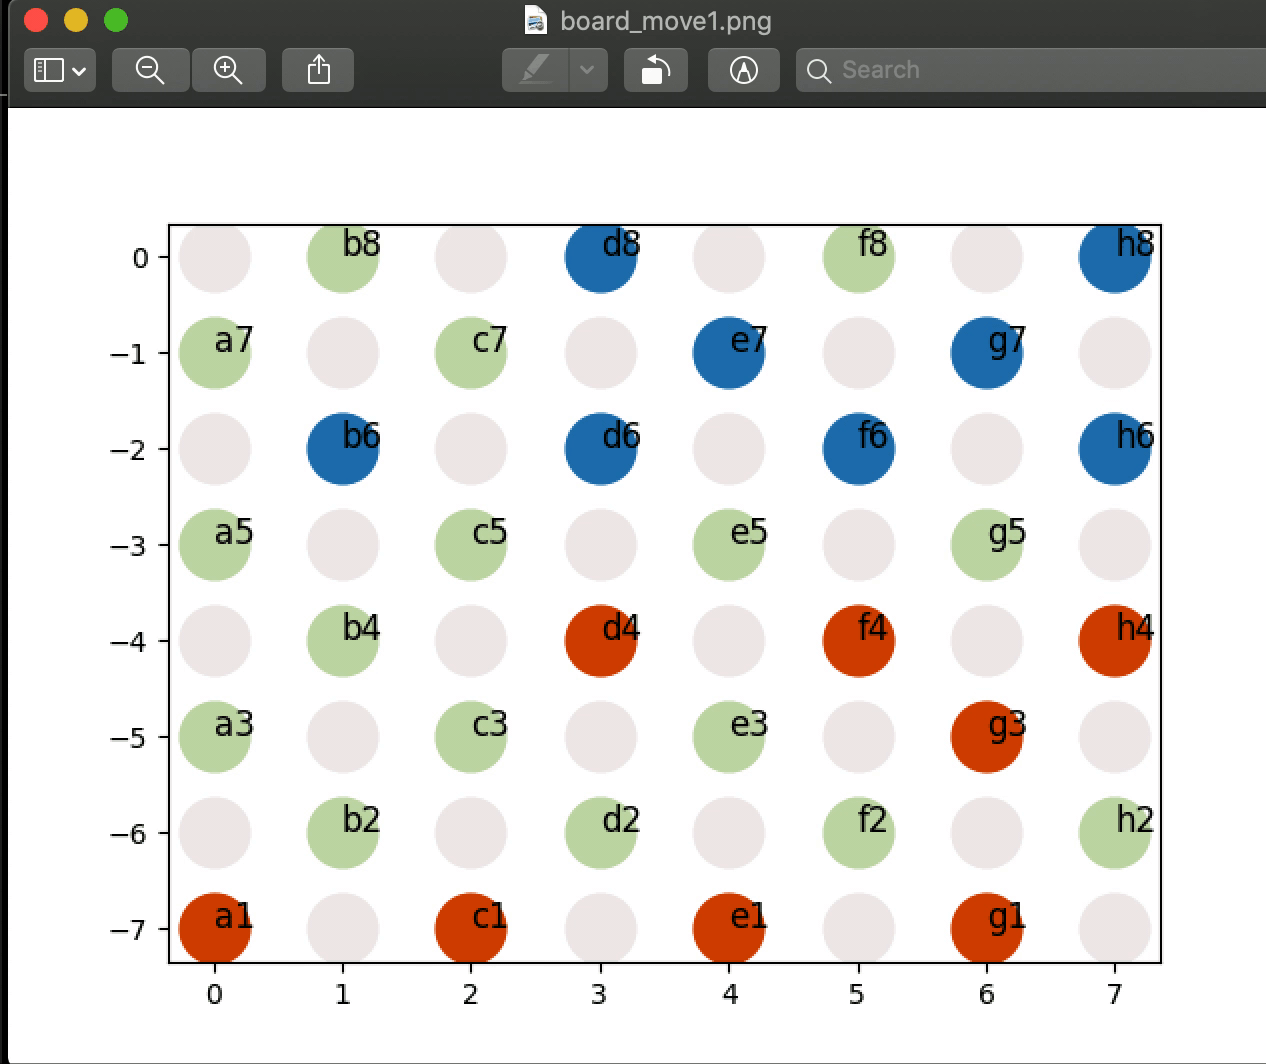 board_move1.png
Search
0 b8 d8 f8 h8
−1 a7 c7 e7 g7
−2 b6 d6 f6 h6
−3 a5 c5 e5 g5
−4 b4 d4 f4 h4
−5 a3 c3 e3 g3
−6 b2 d2 f2 h2
−7 a1 c1 e1 g1
0 1 2 3 4 5 6 7